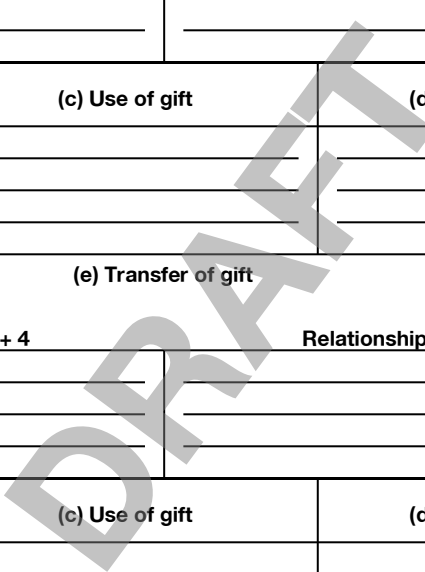 (c) Use of gift (d
(e) Transfer of gift
+ 4 Relationship
(c) Use of gift (d
DRAFT